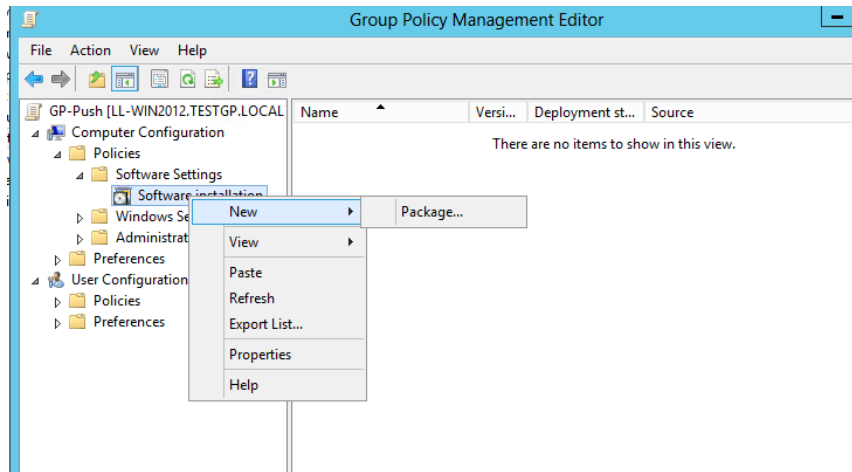 Group Policy Management Editor
File Action View Help
GP-Push [LL-WIN2012.TESTGP.LOCAL
Name Versi... Deployment st... Source
Computer Configuration
There are no items to show in this view.
Policies
Software Settings
Software installation
New
Package...
Windows Se
Administrat
View
Preferences
Paste
User Configuration
Policies
Refresh
Preferences
Export List...
Properties
Help